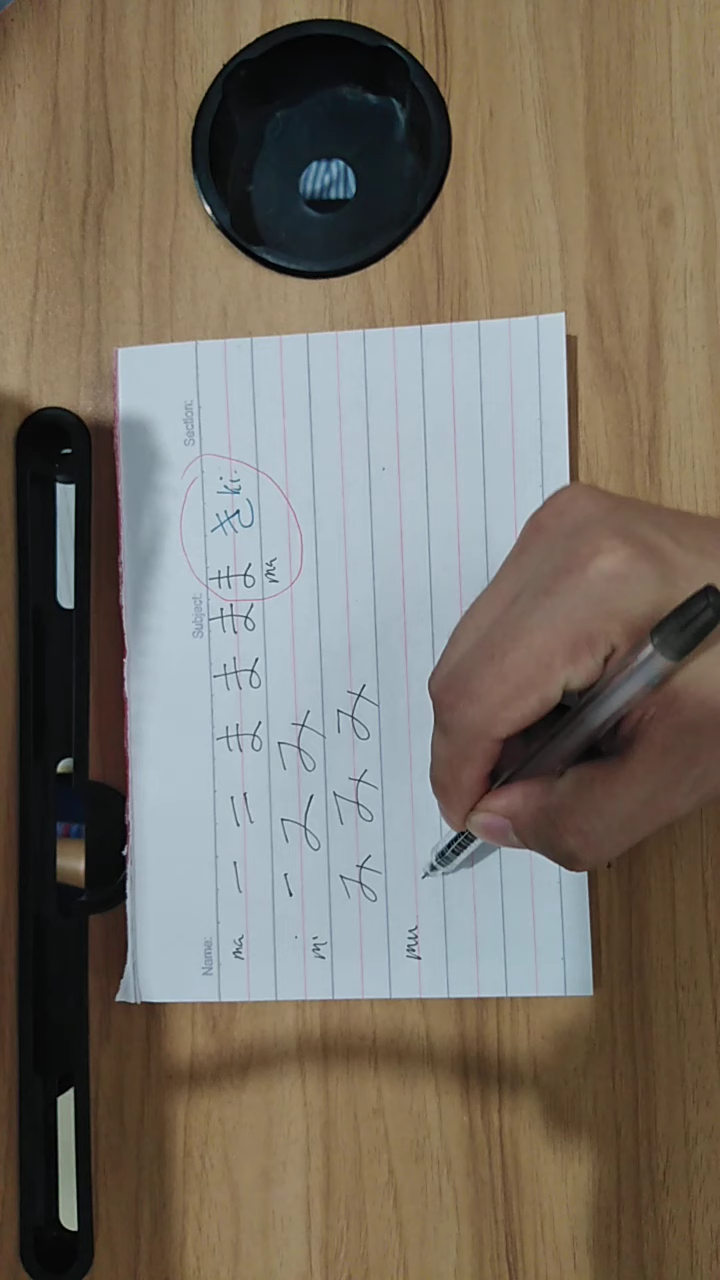 Name: Subject: Section:
ma 一 二 ま ま ま ま き ki.
ma
mi 一 み み
み み み
mu